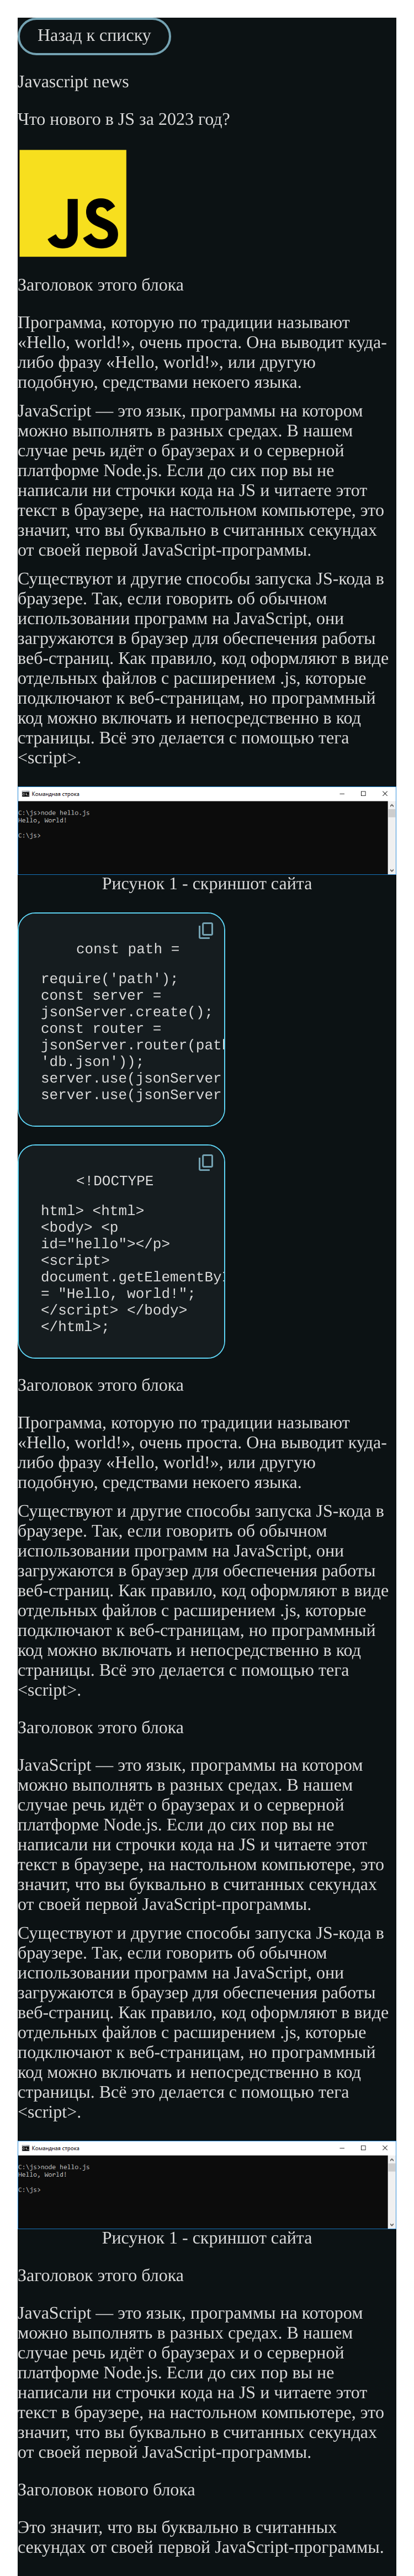 Назад к списку
Javascript news
Что нового в JS за 2023 год?
JS
Заголовок этого блока
Программа, которую по традиции называют
«Hello, world!», очень проста. Она выводит куда-
либо фразу «Hello, world!», или другую
подобную, средствами некоего языка.
JavaScript — это язык, программы на котором
можно выполнять в разных средах. В нашем
случае речь идёт о браузерах и о серверной
платформе Node.js. Если до сих пор вы не
написали ни строчки кода на JS и читаете этот
текст в браузере, на настольном компьютере, это
значит, что вы буквально в считанных секундах
от своей первой JavaScript-программы.
Существуют и другие способы запуска JS-кода в
браузере. Так, если говорить об обычном
использовании программ на JavaScript, они
загружаются в браузер для обеспечения работы
веб-страниц. Как правило, код оформляют в виде
отдельных файлов с расширением .js, которые
подключают к веб-страницам, но программный
код можно включать и непосредственно в код
страницы. Всё это делается с помощью тега
<script>.
Командная строка
C:\js>node hello.js
Hello, World!
C:\js>
Рисунок 1 - скриншот сайта
const path =
require('path');
const server =
jsonServer.create();
const router =
jsonServer.router(pat
'db.json'));
server.use(jsonServer
server.use(jsonServer
<!DOCTYPE
html> <html>
<body> <p
id="hello"></p>
<script>
document.getElementBy
= "Hello, world!";
</script> </body>
</html>;
Заголовок этого блока
Программа, которую по традиции называют
«Hello, world!», очень проста. Она выводит куда-
либо фразу «Hello, world!», или другую
подобную, средствами некоего языка.
Существуют и другие способы запуска JS-кода в
браузере. Так, если говорить об обычном
использовании программ на JavaScript, они
загружаются в браузер для обеспечения работы
веб-страниц. Как правило, код оформляют в виде
отдельных файлов с расширением .js, которые
подключают к веб-страницам, но программный
код можно включать и непосредственно в код
страницы. Всё это делается с помощью тега
<script>.
Заголовок этого блока
JavaScript — это язык, программы на котором
можно выполнять в разных средах. В нашем
случае речь идёт о браузерах и о серверной
платформе Node.js. Если до сих пор вы не
написали ни строчки кода на JS и читаете этот
текст в браузере, на настольном компьютере, это
значит, что вы буквально в считанных секундах
от своей первой JavaScript-программы.
Существуют и другие способы запуска JS-кода в
браузере. Так, если говорить об обычном
использовании программ на JavaScript, они
загружаются в браузер для обеспечения работы
веб-страниц. Как правило, код оформляют в виде
отдельных файлов с расширением .js, которые
подключают к веб-страницам, но программный
код можно включать и непосредственно в код
страницы. Всё это делается с помощью тега
<script>.
Командная строка
C:\js>node hello.js
Hello, World!
C:\js>
Рисунок 1 - скриншот сайта
Заголовок этого блока
JavaScript — это язык, программы на котором
можно выполнять в разных средах. В нашем
случае речь идёт о браузерах и о серверной
платформе Node.js. Если до сих пор вы не
написали ни строчки кода на JS и читаете этот
текст в браузере, на настольном компьютере, это
значит, что вы буквально в считанных секундах
от своей первой JavaScript-программы.
Заголовок нового блока
Это значит, что вы буквально в считанных
секундах от своей первой JavaScript-программы.